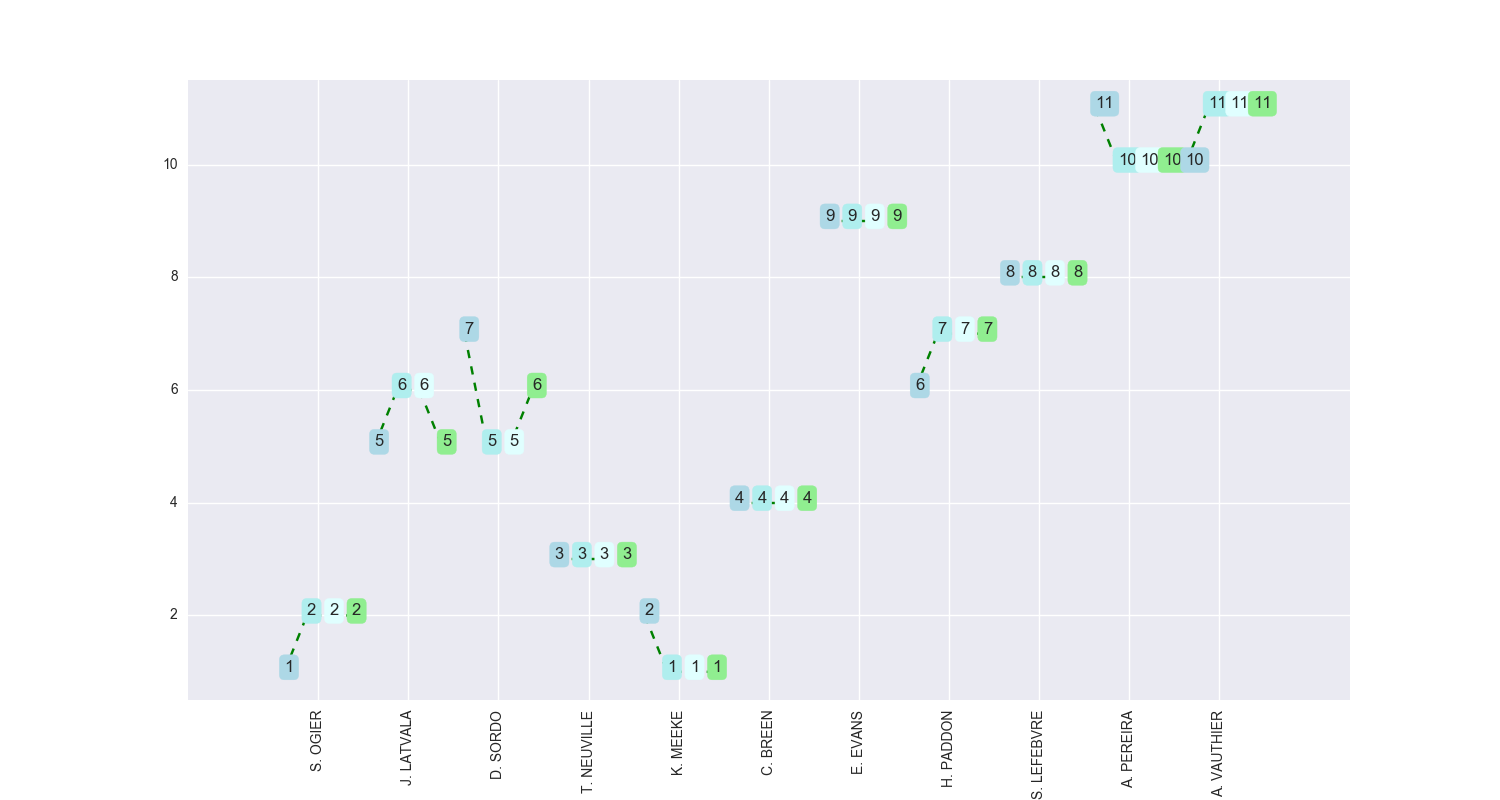 11 11 11 11
10 10 10 10 10
9 9 9 9
8 8 8 8 8
7 7 7 7
6 6 6 6 6
5 5 5 5
4 4 4 4 4
3 3 3 3
2 2 2 2 2
1 1 1 1
S. OGIER
J. LATVALA
D. SORDO
T. NEUVILLE
K. MEEKE
C. BREEN
E. EVANS
H. PADDON
S. LEFEBVRE
A. PEREIRA
A. VAUTHIER